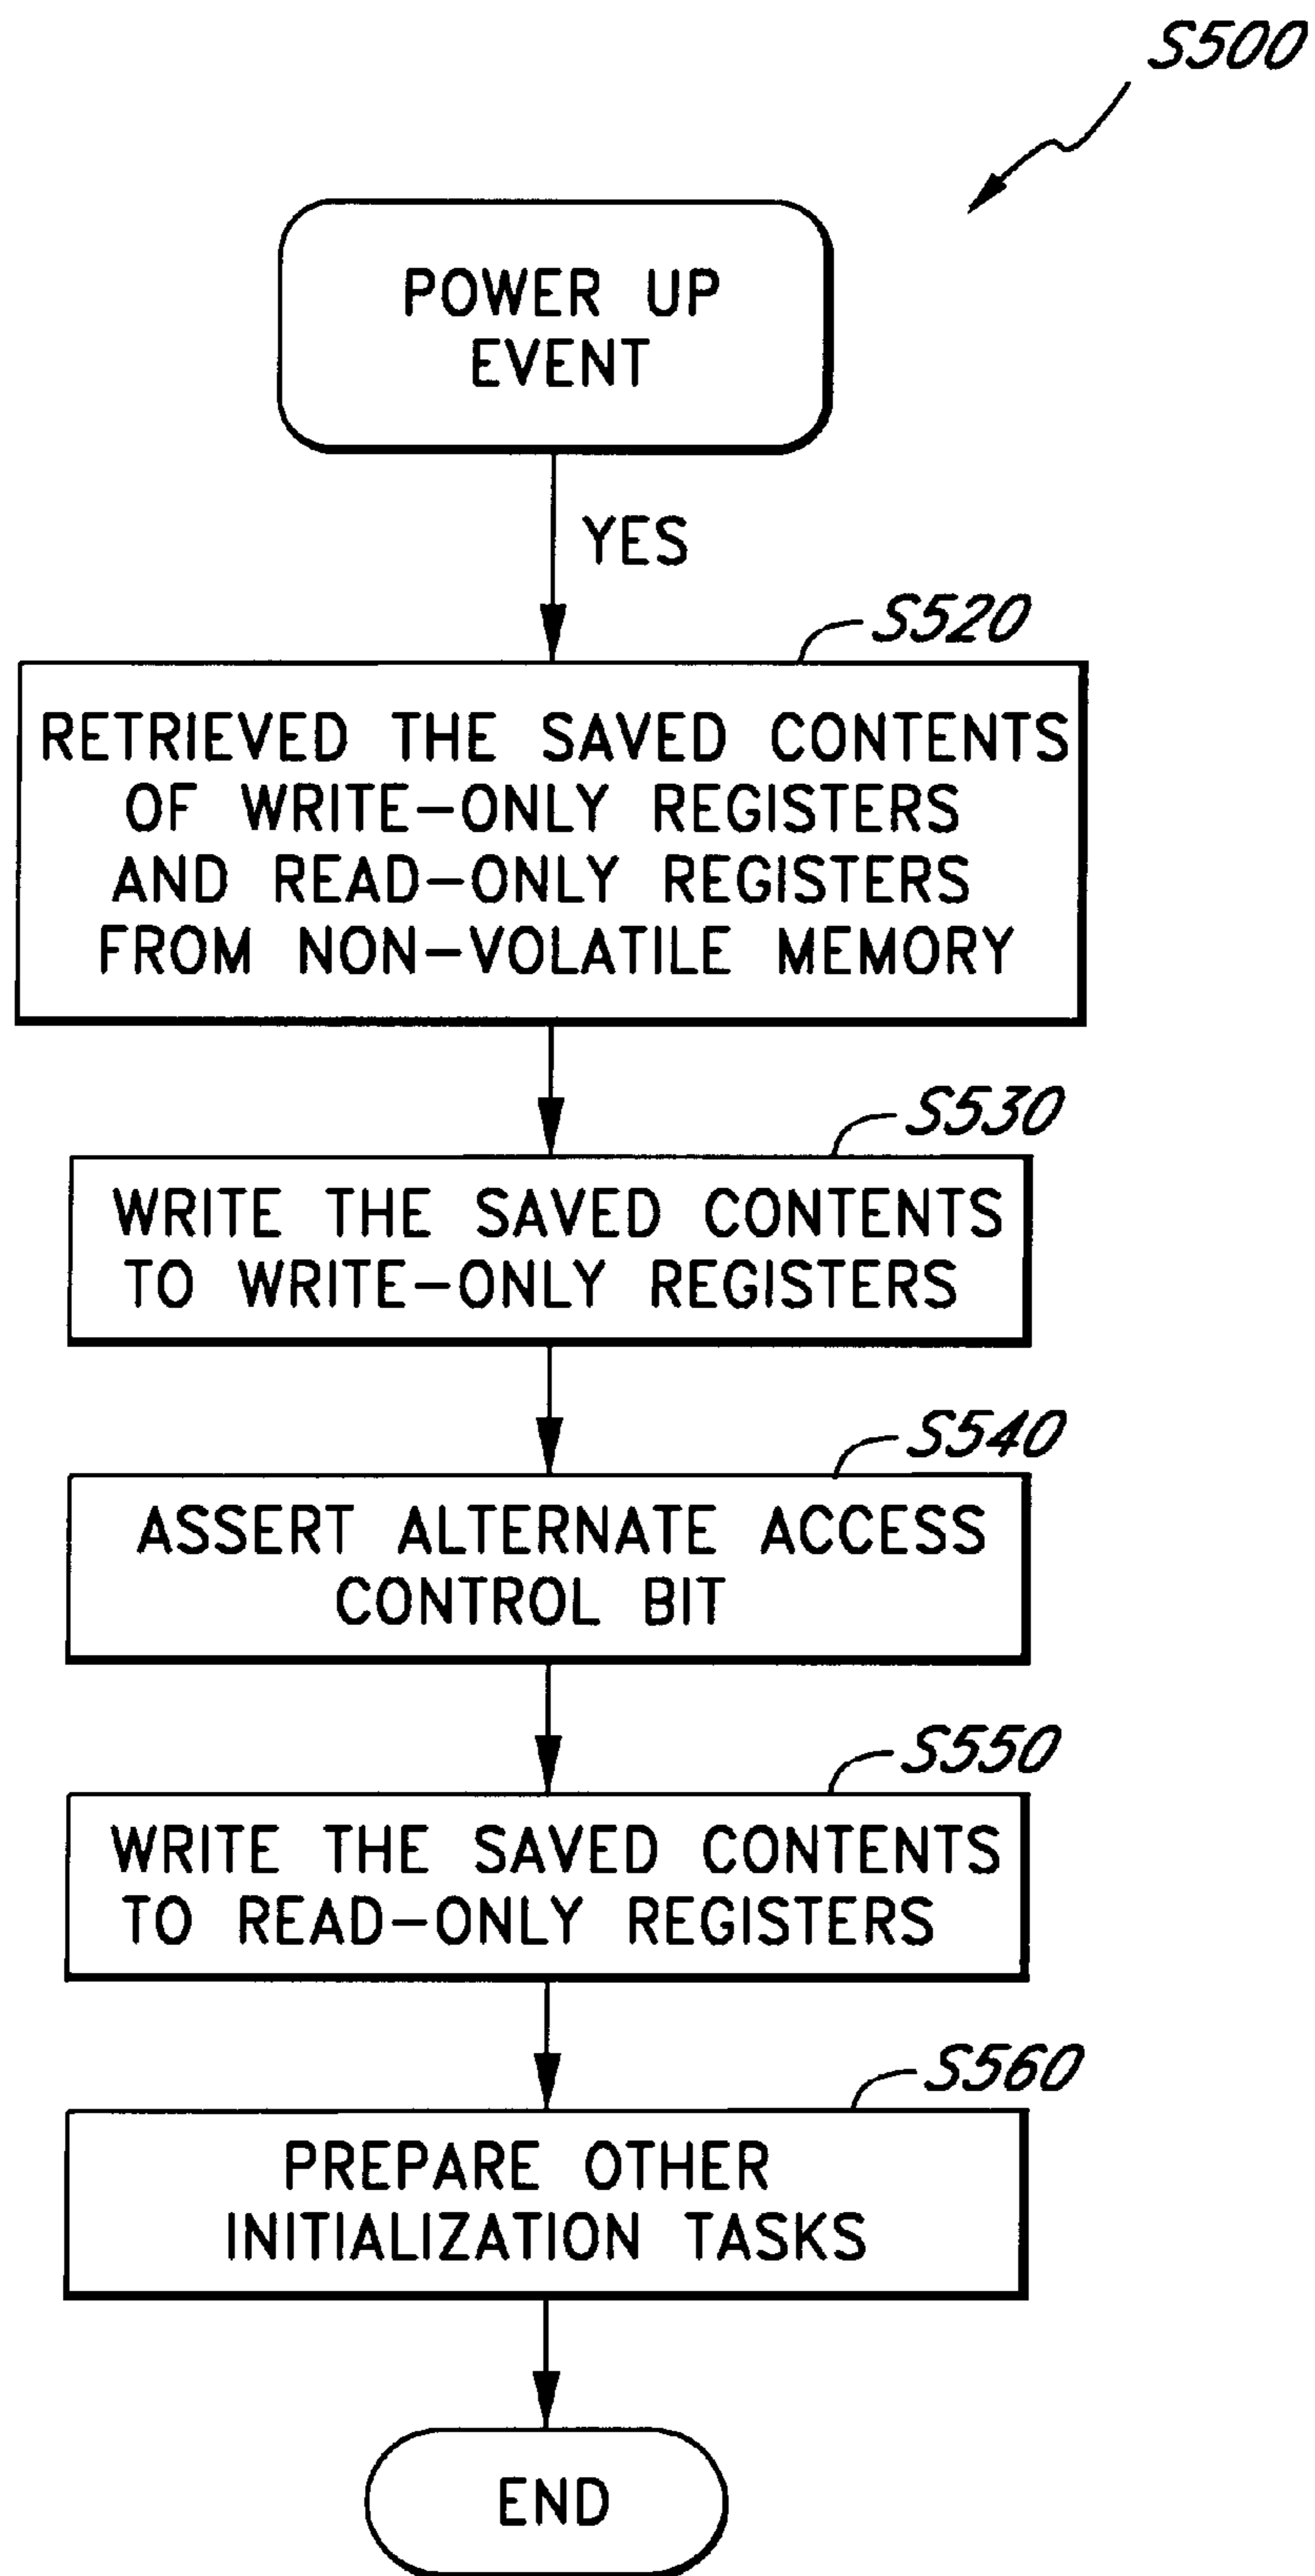 S500
POWER UP
EVENT
YES
S520
RETRIEVED THE SAVED CONTENTS
OF WRITE-ONLY REGISTERS
AND READ-ONLY REGISTERS
FROM NON-VOLATILE MEMORY
S530
WRITE THE SAVED CONTENTS
TO WRITE-ONLY REGISTERS
S540
ASSERT ALTERNATE ACCESS
CONTROL BIT
S550
WRITE THE SAVED CONTENTS
TO READ-ONLY REGISTERS
S560
PREPARE OTHER
INITIALIZATION TASKS
END